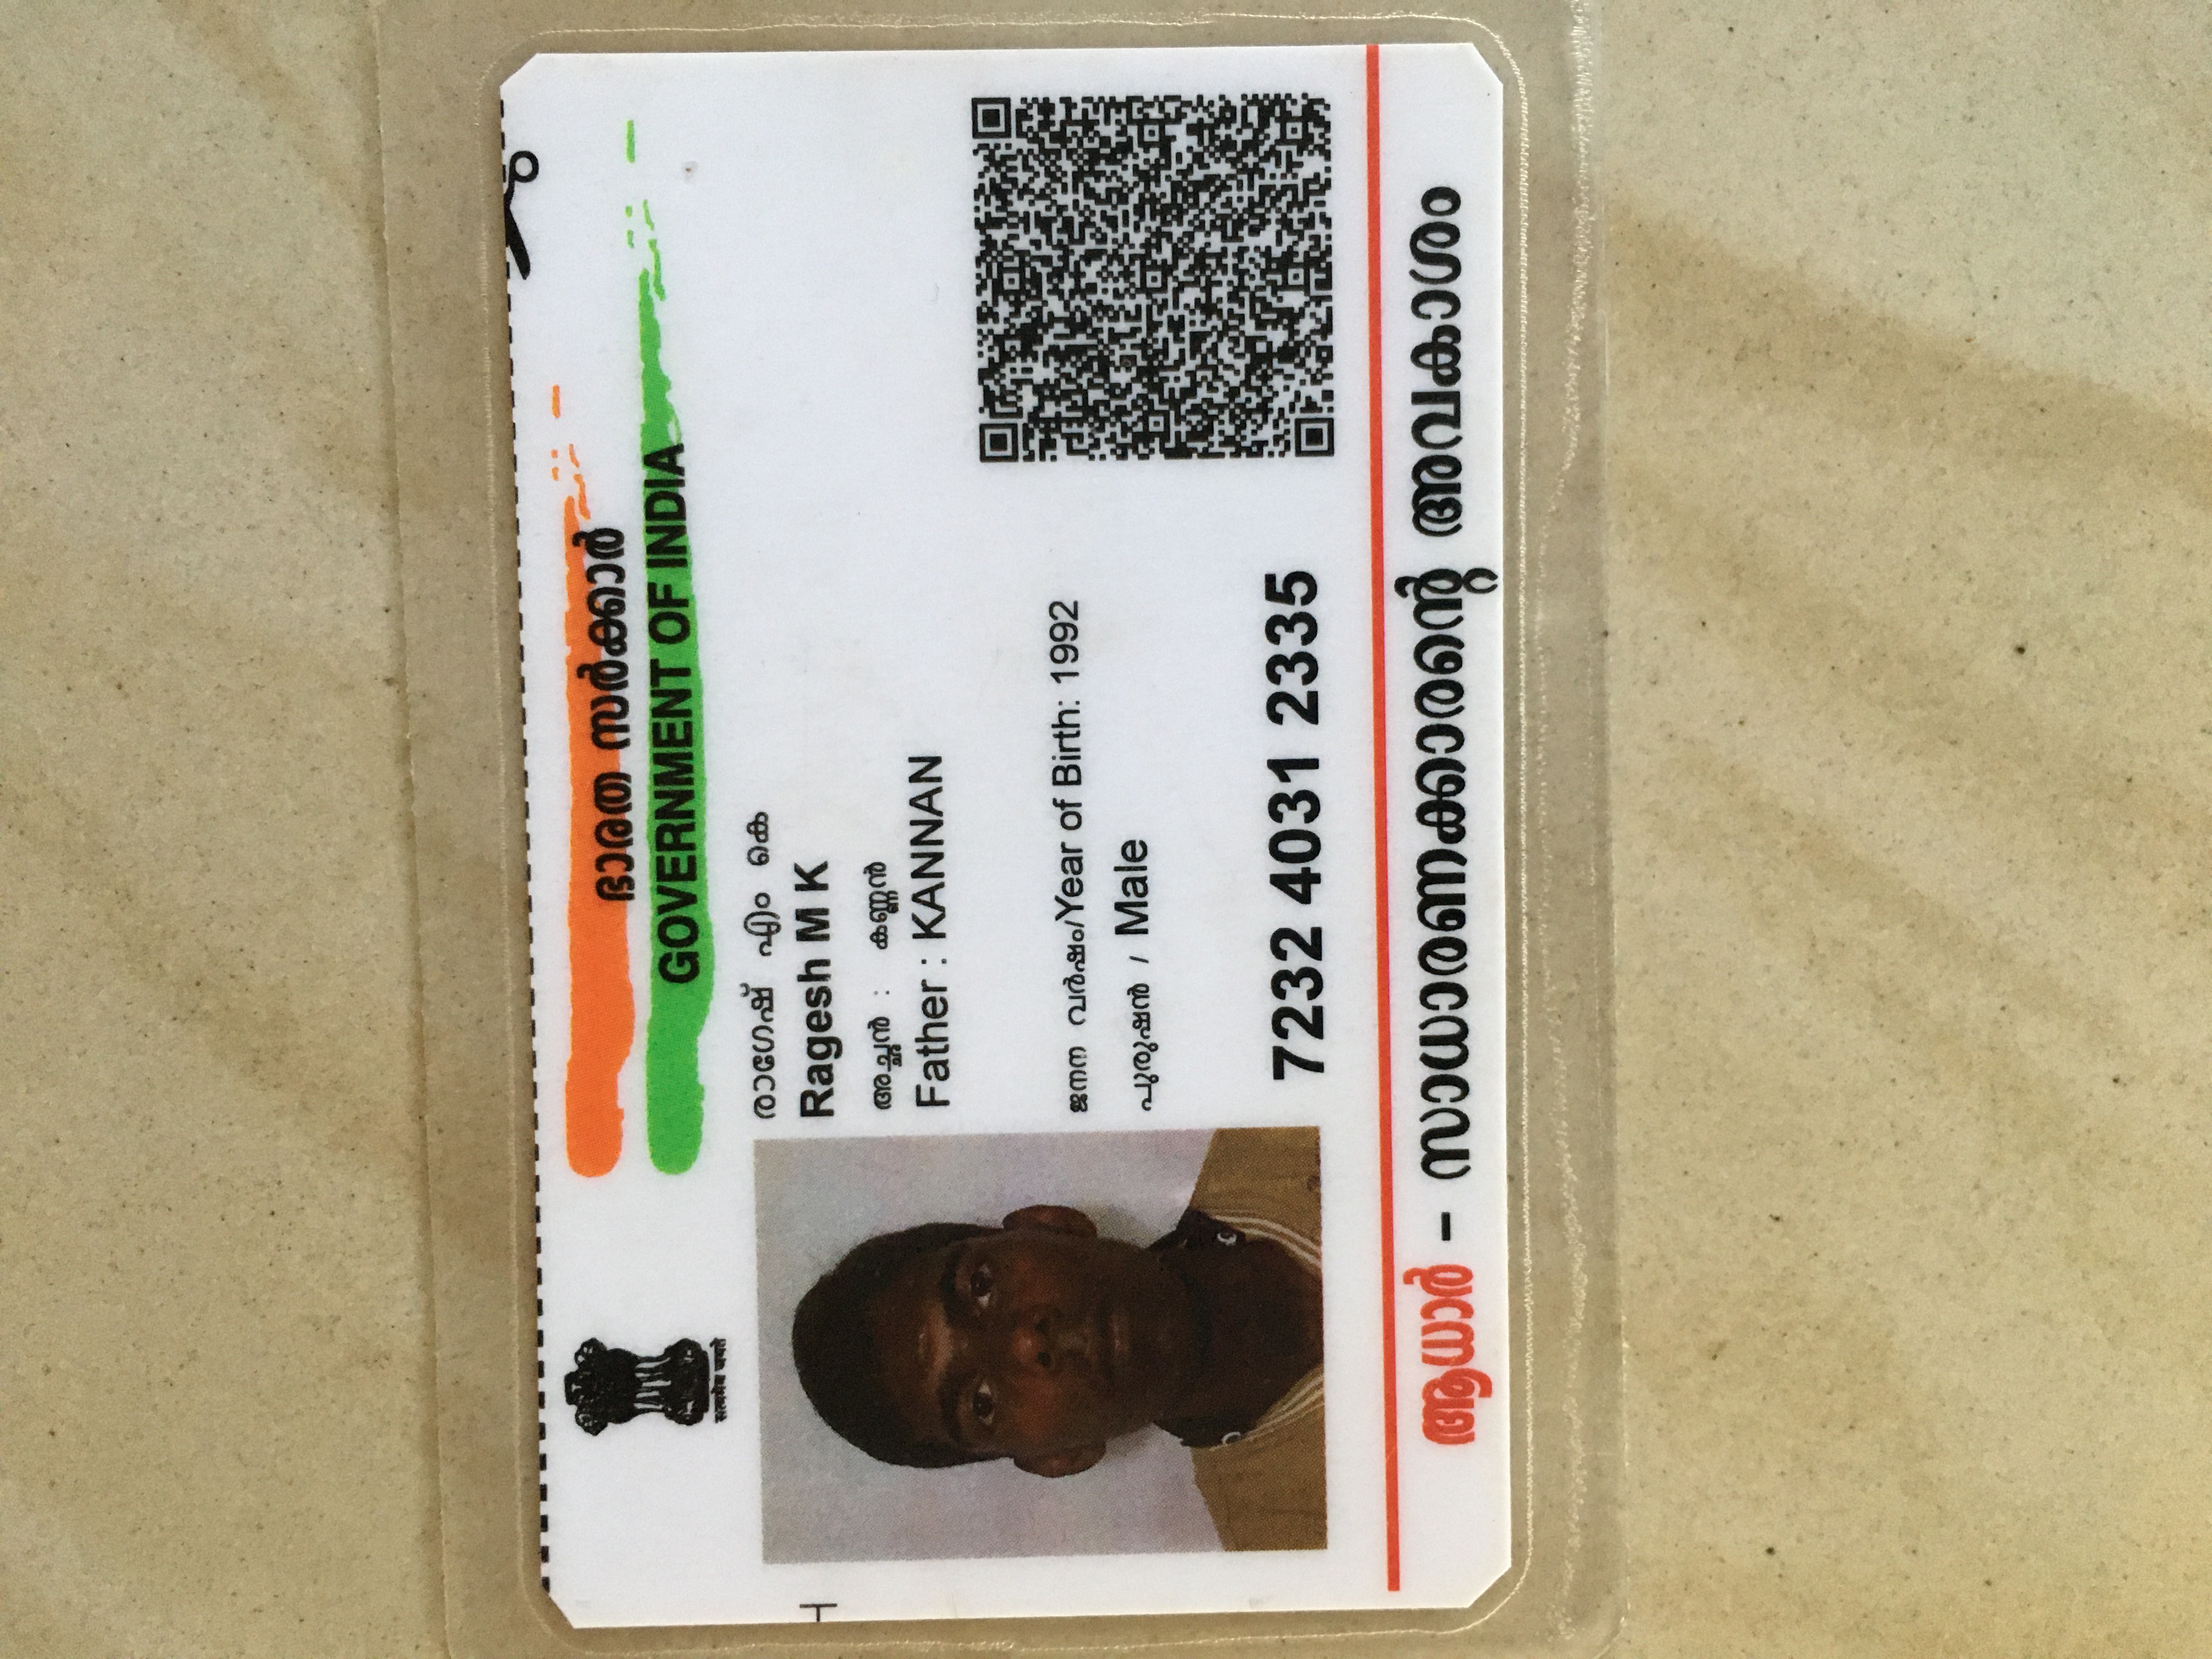 ഭാരത സർക്കാർ
GOVERNMENT OF INDIA
सत्यमेव जयते
രാഗേഷ് എം കെ
Ragesh M K
അച്ഛൻ : കണ്ണൻ
Father : KANNAN
ജനന വർഷം/Year of Birth: 1992
പുരുഷൻ / Male
7232 4031 2335
ആധാർ – സാധാരണക്കാരന്റെ അവകാശം